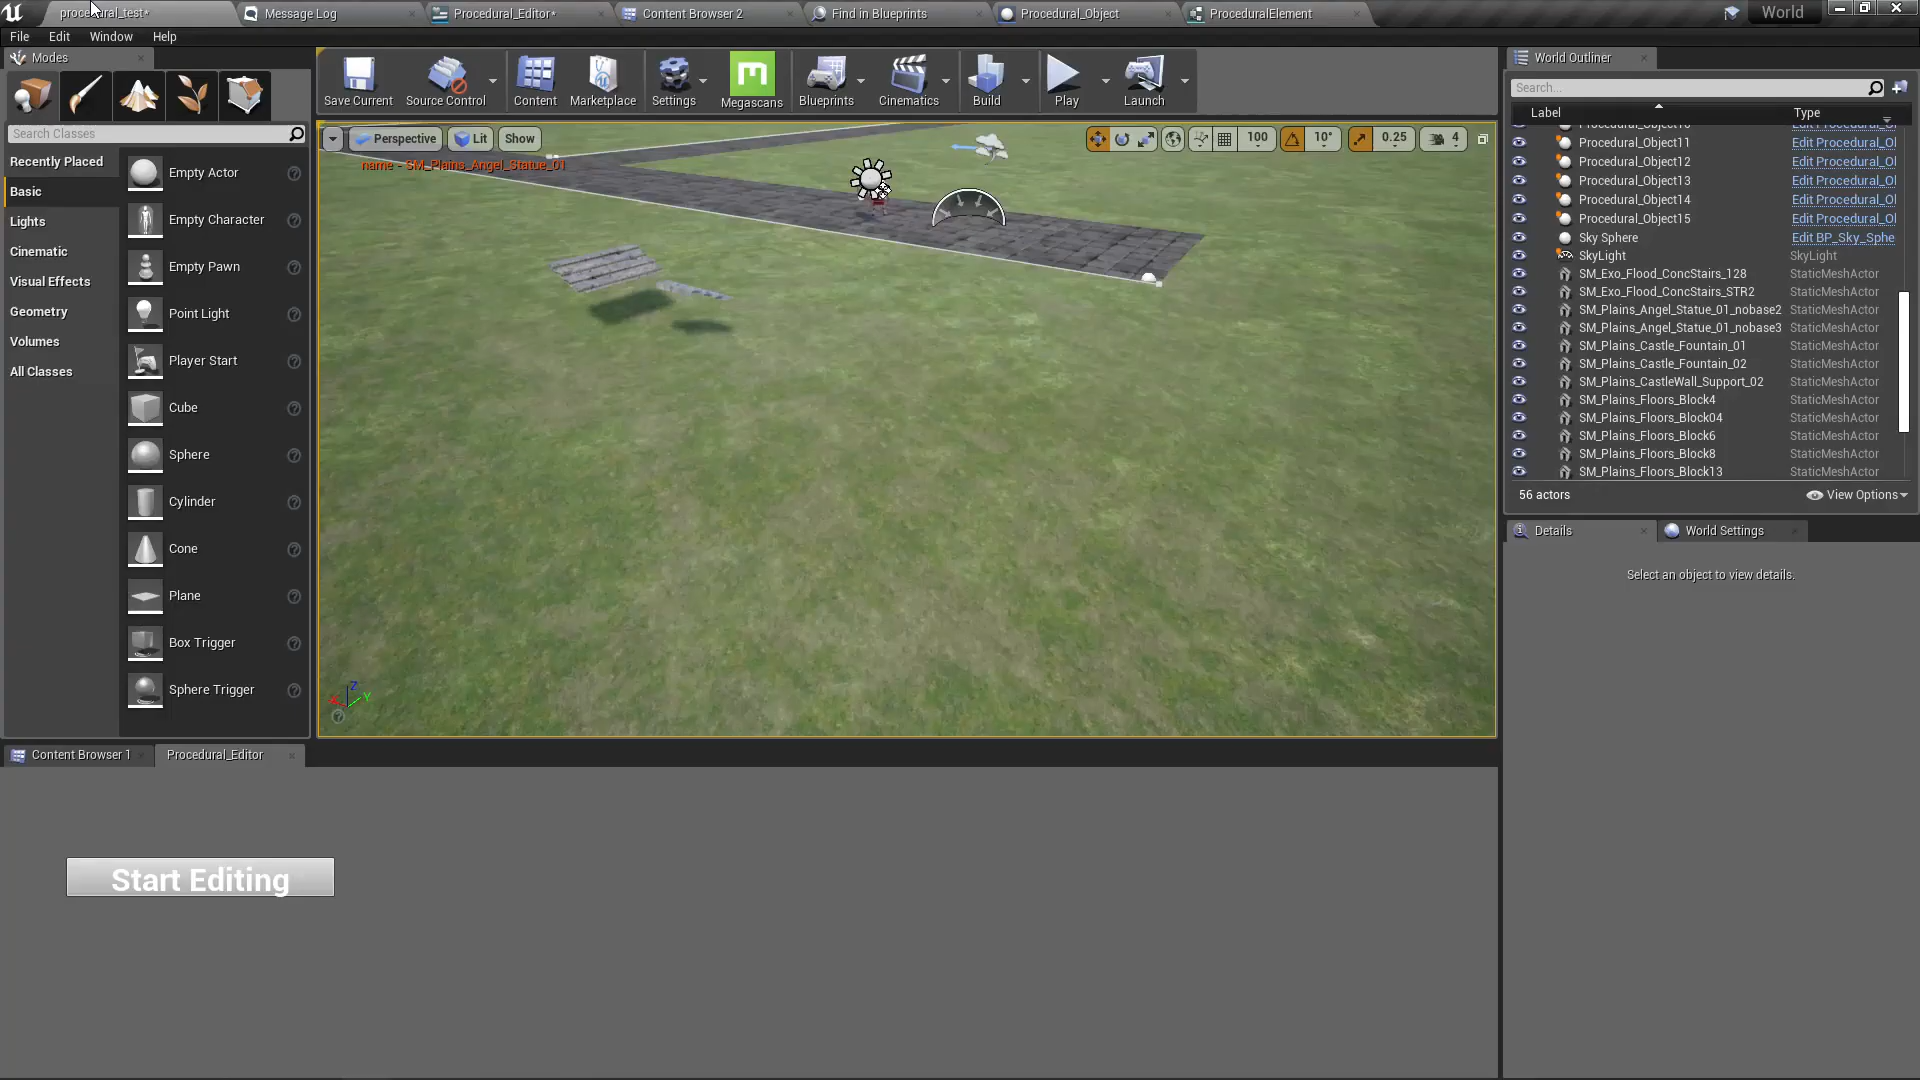 procedural_test*
Message Log
Procedural_Editor*
Content Browser 2
Find in Blueprints
Procedural_Object
ProceduralElement
World
File Edit Window Help
Modes
Save Current
Source Control
Content
Marketplace
Settings
Megascans
Blueprints
Cinematics
Build
Play
Launch
Search Classes
Recently Placed
Basic
Lights
Cinematic
Visual Effects
Geometry
Volumes
All Classes
Empty Actor
Empty Character
Empty Pawn
Point Light
Player Start
Cube
Sphere
Cylinder
Cone
Plane
Box Trigger
Sphere Trigger
Perspective
Lit
Show
100
10°
0.25
4
name - SM_Plains_Angel_Statue_01
Z
Y
World Outliner
Search...
Label Type
Procedural_Object11 Edit Procedural_Ol
Procedural_Object12 Edit Procedural_Ol
Procedural_Object13 Edit Procedural_Ol
Procedural_Object14 Edit Procedural_Ol
Procedural_Object15 Edit Procedural_Ol
Sky Sphere Edit BP_Sky_Sphe
SkyLight SkyLight
SM_Exo_Flood_ConcStairs_128 StaticMeshActor
SM_Exo_Flood_ConcStairs_STR2 StaticMeshActor
SM_Plains_Angel_Statue_01_nobase2 StaticMeshActor
SM_Plains_Angel_Statue_01_nobase3 StaticMeshActor
SM_Plains_Castle_Fountain_01 StaticMeshActor
SM_Plains_Castle_Fountain_02 StaticMeshActor
SM_Plains_CastleWall_Support_02 StaticMeshActor
SM_Plains_Floors_Block4 StaticMeshActor
SM_Plains_Floors_Block04 StaticMeshActor
SM_Plains_Floors_Block6 StaticMeshActor
SM_Plains_Floors_Block8 StaticMeshActor
SM_Plains_Floors_Block13 StaticMeshActor
56 actors
View Options
Details
World Settings
Select an object to view details.
Content Browser 1
Procedural_Editor
Start Editing